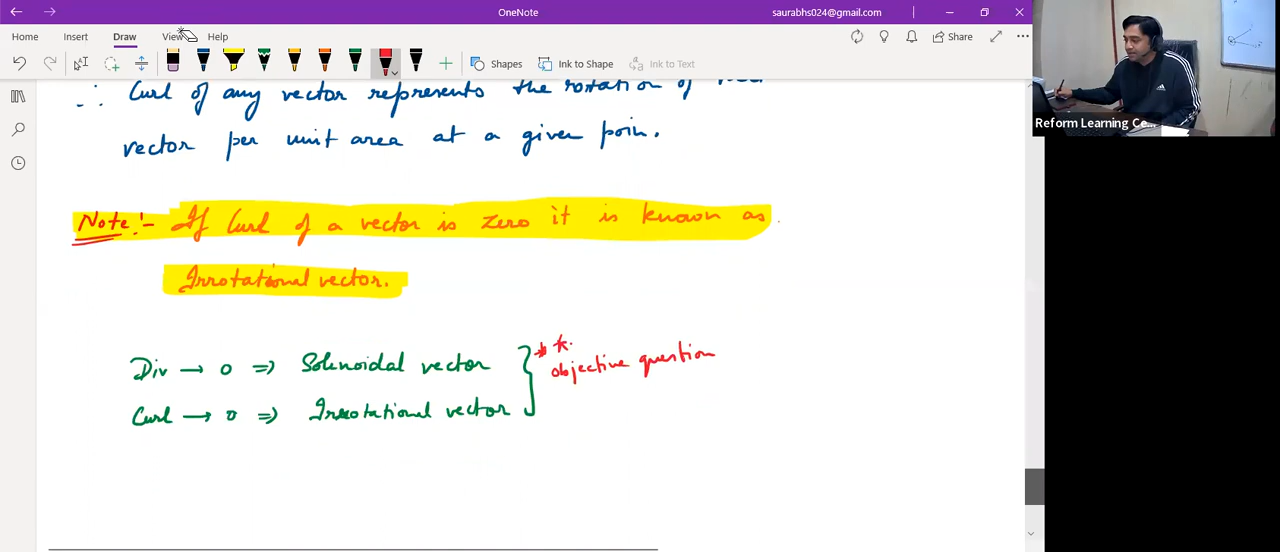 OneNote
saurabhs024@gmail.com
Home Insert Draw View Help
Share
Shapes Ink to Shape Ink to Text
∴ Curl of any vector represents the rotation of
vector per unit area at a given poin.
Note:- If Curl of a vector is zero it is known as
Irrotational vector.
Div → 0 ⇒ Solenoidal vector
** objective question
Curl → 0 ⇒ Irrotational vector
Reform Learning Ce...